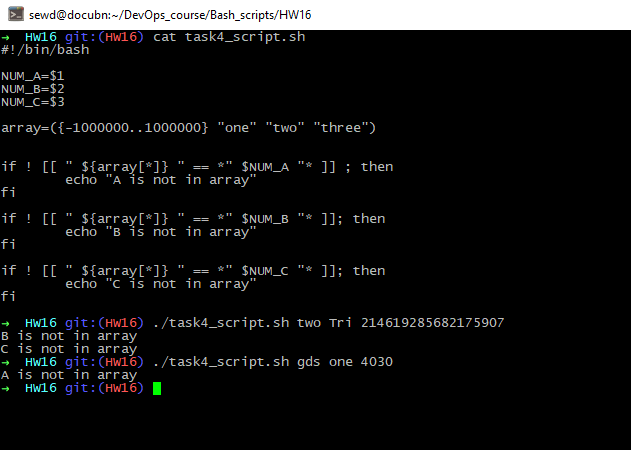 sewd@docubn:~/DevOps_course/Bash_scripts/HW16
→ HW16 git:(HW16) cat task4_script.sh
#!/bin/bash
NUM_A=$1
NUM_B=$2
NUM_C=$3
array=({-1000000..1000000} "one" "two" "three")
if ! [[ " ${array[*]} " == *" $NUM_A "* ]] ; then
        echo "A is not in array"
fi
if ! [[ " ${array[*]} " == *" $NUM_B "* ]]; then
        echo "B is not in array"
fi
if ! [[ " ${array[*]} " == *" $NUM_C "* ]]; then
        echo "C is not in array"
fi
→ HW16 git:(HW16) ./task4_script.sh two Tri 214619285682175907
B is not in array
C is not in array
→ HW16 git:(HW16) ./task4_script.sh gds one 4030
A is not in array
→ HW16 git:(HW16)